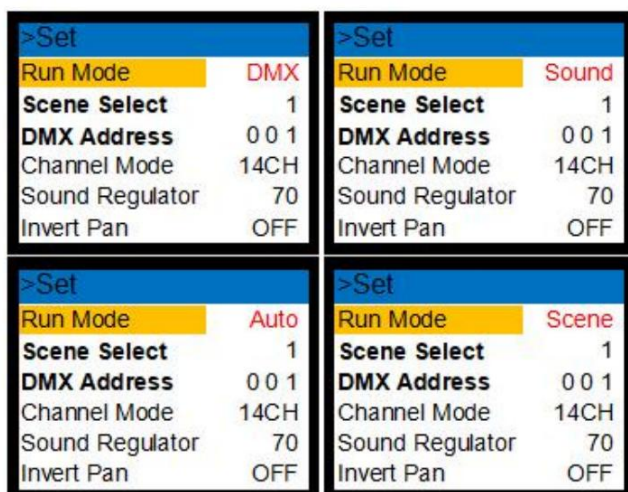 >Set
Run Mode DMX
Scene Select 1
DMX Address 0 0 1
Channel Mode 14CH
Sound Regulator 70
Invert Pan OFF
>Set
Run Mode Sound
Scene Select 1
DMX Address 0 0 1
Channel Mode 14CH
Sound Regulator 70
Invert Pan OFF
>Set
Run Mode Auto
Scene Select 1
DMX Address 0 0 1
Channel Mode 14CH
Sound Regulator 70
Invert Pan OFF
>Set
Run Mode Scene
Scene Select 1
DMX Address 0 0 1
Channel Mode 14CH
Sound Regulator 70
Invert Pan OFF